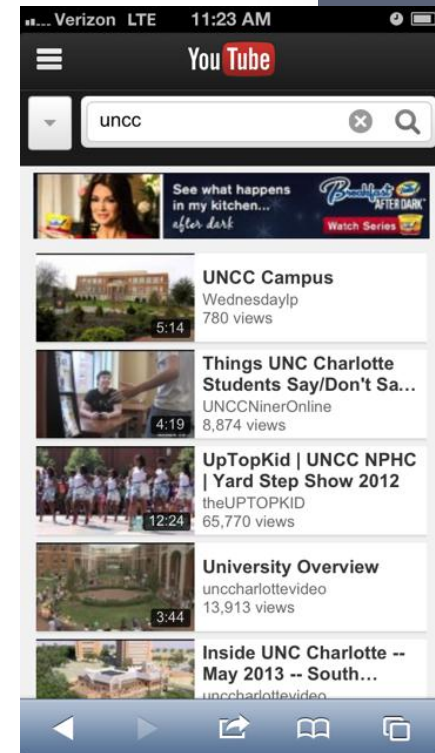 Verizon LTE 11:23 AM
YouTube
uncc
See what happens
in my kitchen...
after dark
Breakfast
AFTER DARK
Watch Series
5:14
UNCC Campus
Wednesdaylp
780 views
4:19
Things UNC Charlotte
Students Say/Don't Sa...
UNCCNinerOnline
8,874 views
12:24
UpTopKid | UNCC NPHC
| Yard Step Show 2012
theUPTOPKID
65,770 views
3:44
University Overview
unccharlottevideo
13,913 views
Inside UNC Charlotte --
May 2013 -- South...
unccharlottevideo